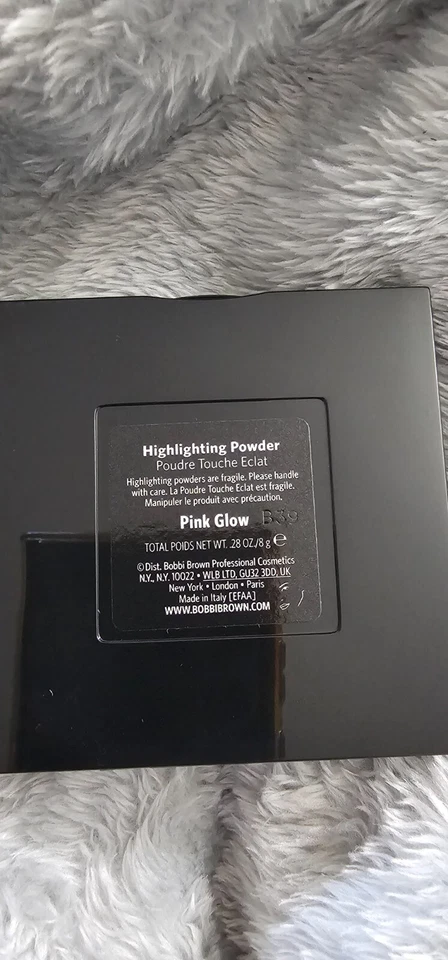 Highlighting Powder
Poudre Touche Eclat
Highlighting powders are fragile. Please handle
with care. La Poudre Touche Eclat est fragile.
Manipuler le produit avec précaution.
Pink Glow B39
TOTAL POIDS NET WT. .28 OZ./8 g ℮
© Dist. Bobbi Brown Professional Cosmetics
N.Y., N.Y. 10022 • WLB LTD, GU32 3DD, UK
New York • London • Paris
Made in Italy [EFAA]
WWW.BOBBIBROWN.COM